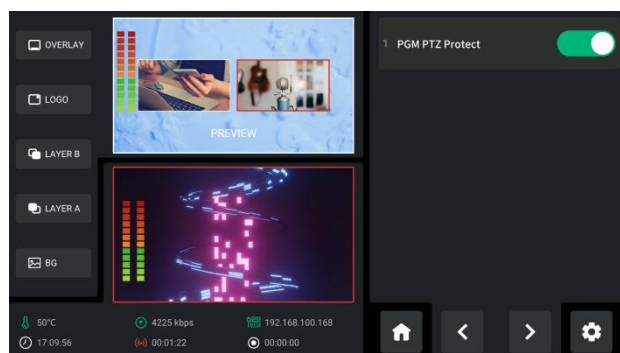 OVERLAY
LOGO
LAYER B
LAYER A
BG
PREVIEW
1 PGM PTZ Protect
50°C
4225 kbps
192.168.100.168
17:09:56
00:01:22
00:00:00